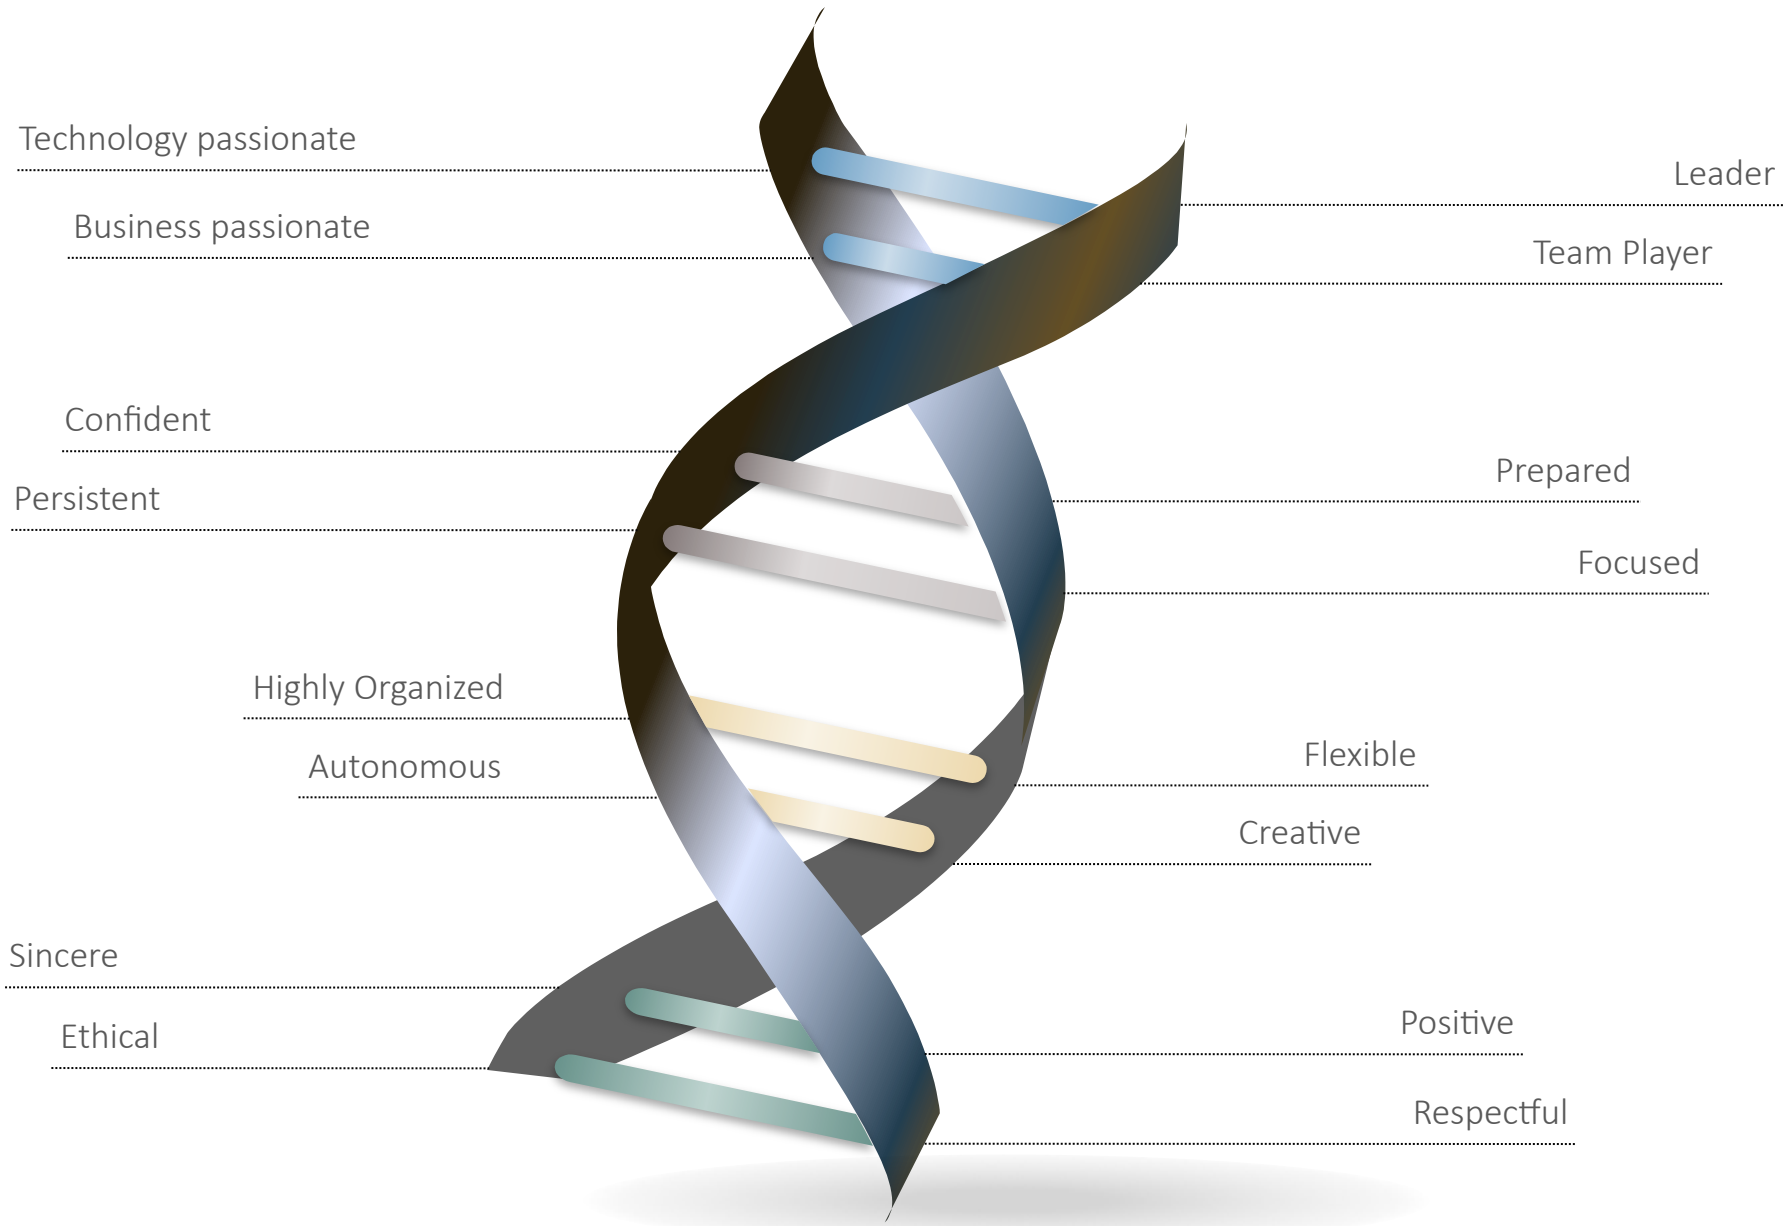 Technology passionate
Leader
Business passionate
Team Player
Confident
Prepared
Persistent
Focused
Highly Organized
Flexible
Autonomous
Creative
Sincere
Positive
Ethical
Respectful